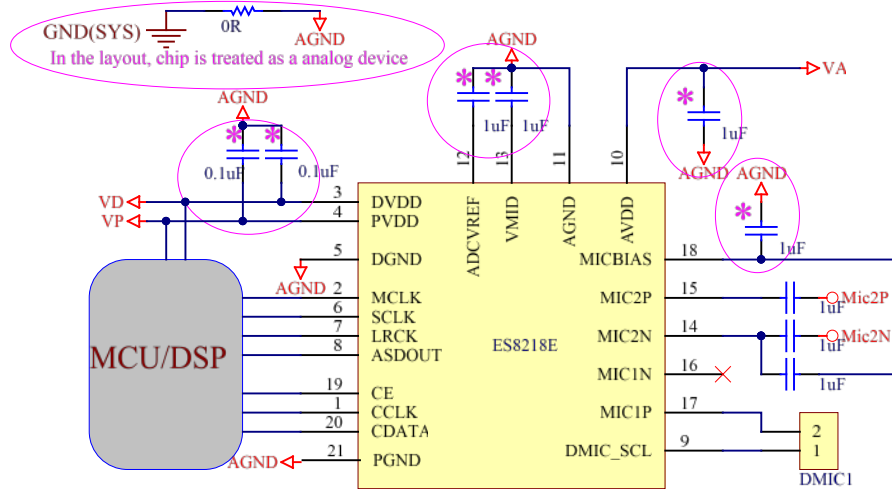 GND(SYS)
0R
AGND
In the layout, chip is treated as a analog device
AGND
* *
0.1uF
0.1uF
AGND
* *
1uF
1uF
VA
*
1uF
AGND
AGND
*
1uF
VD
VP
3 DVDD
4 PVDD
5 DGND
AGND
12 ADCVREF
13 VMID
11 AGND
10 AVDD
MCU/DSP
2 MCLK
6 SCLK
7 LRCK
8 ASDOUT
19 CE
1 CCLK
20 CDATA
AGND
21 PGND
ES8218E
MICBIAS 18
MIC2P 15
1uF
Mic2P
MIC2N 14
1uF
Mic2N
1uF
MIC1N 16
MIC1P 17
DMIC_SCL 9
2
1
DMIC1